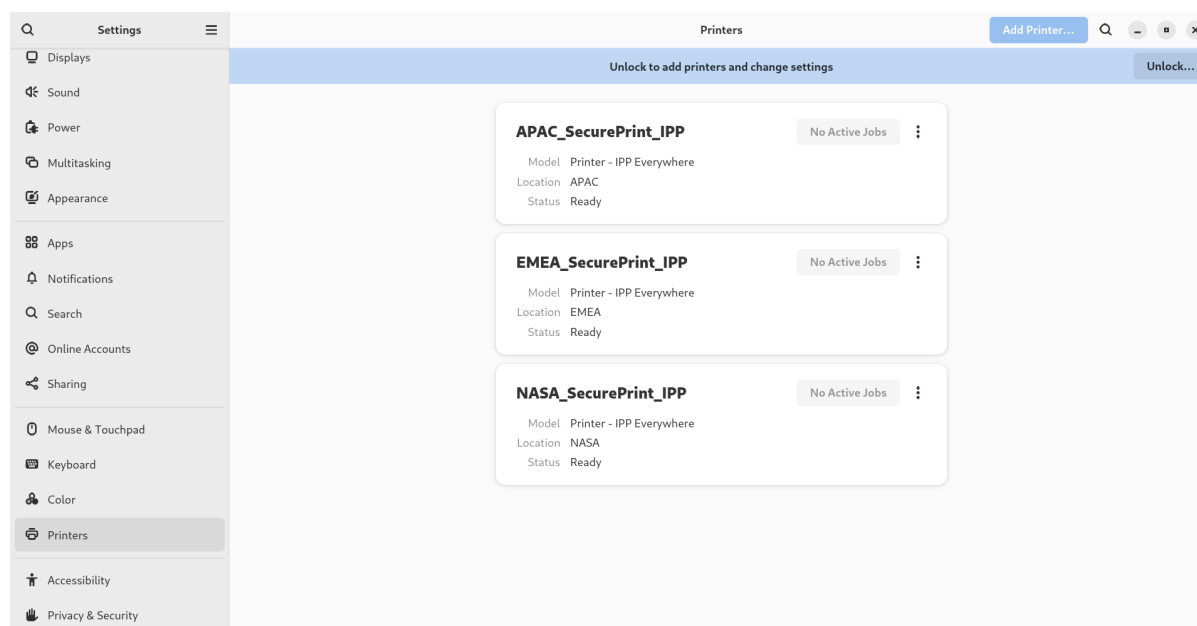 Settings
Printers
Add Printer...
Displays
Unlock to add printers and change settings
Unlock...
Sound
Power
Multitasking
Appearance
Apps
Notifications
Search
Online Accounts
Sharing
Mouse & Touchpad
Keyboard
Color
Printers
Accessibility
Privacy & Security
APAC_SecurePrint_IPP
No Active Jobs
Model Printer - IPP Everywhere
Location APAC
Status Ready
EMEA_SecurePrint_IPP
No Active Jobs
Model Printer - IPP Everywhere
Location EMEA
Status Ready
NASA_SecurePrint_IPP
No Active Jobs
Model Printer - IPP Everywhere
Location NASA
Status Ready